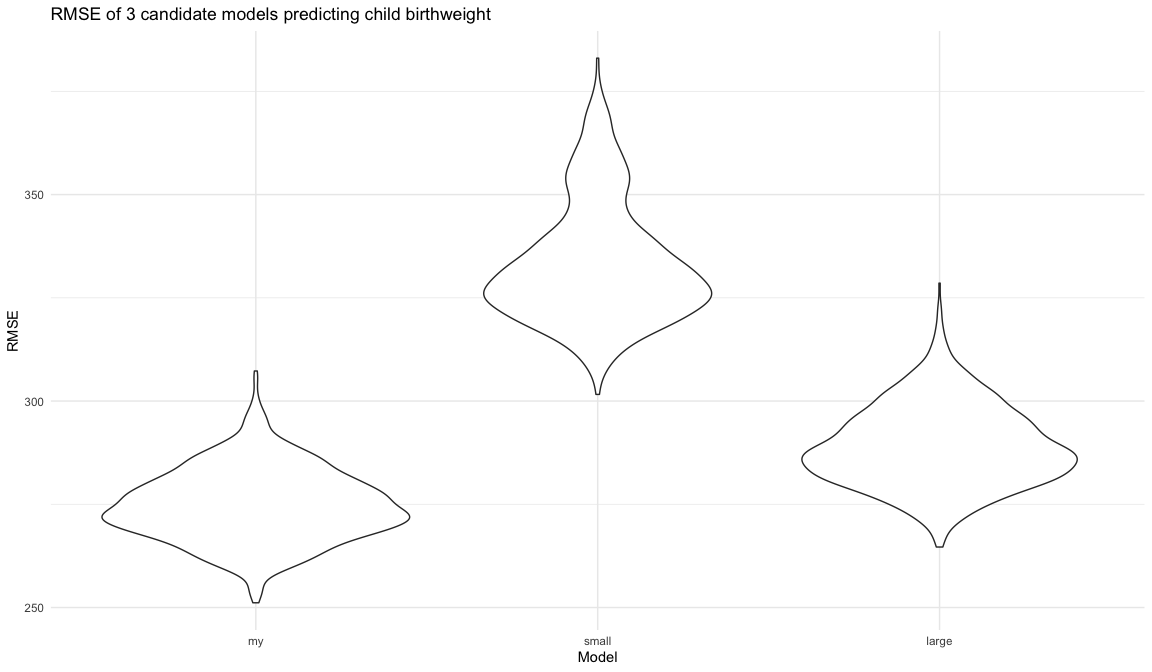 RMSE of 3 candidate models predicting child birthweight
RMSE
350
300
250
my small large
Model